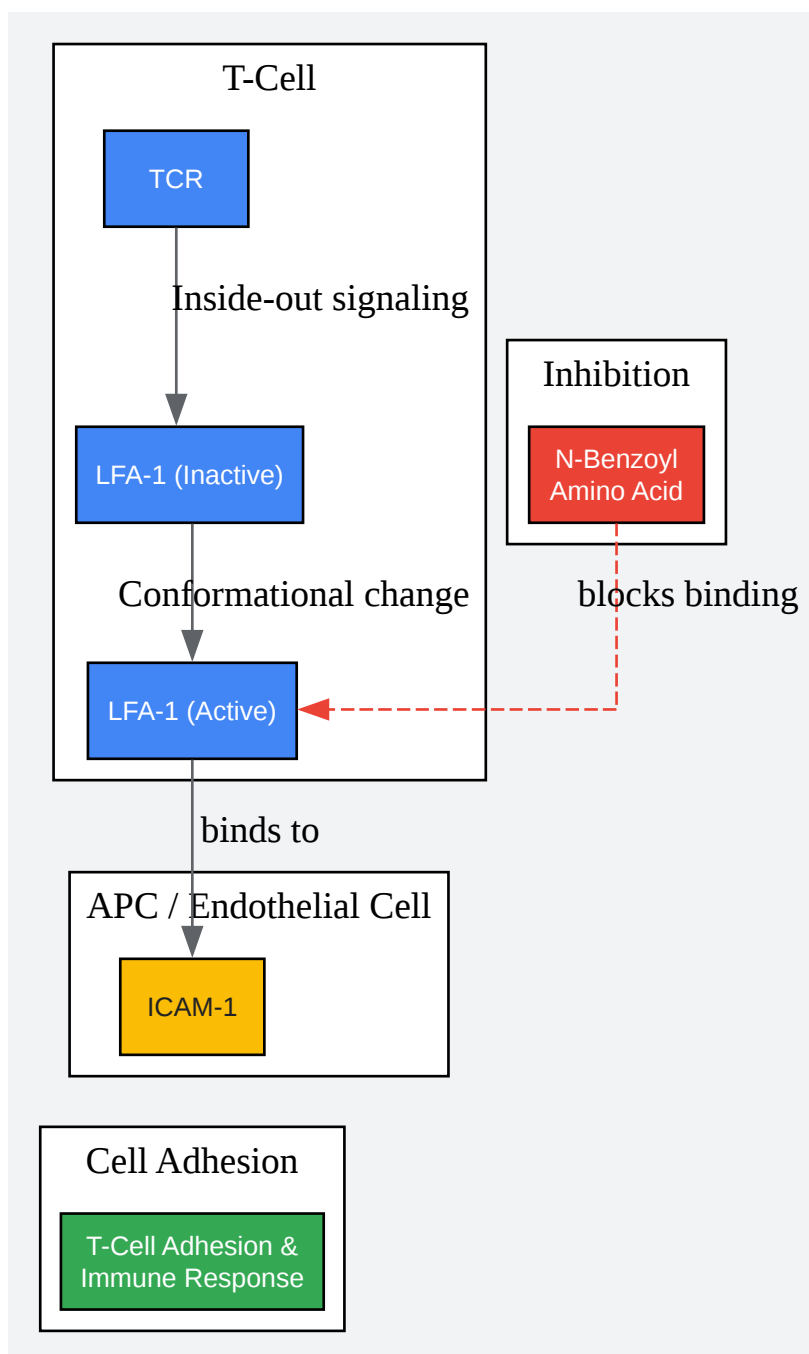 T-Cell
TCR
Inside-out signaling
Inhibition
N-Benzoyl
Amino Acid
LFA-1 (Inactive)
Conformational change
blocks binding
LFA-1 (Active)
binds to
APC / Endothelial Cell
ICAM-1
Cell Adhesion
T-Cell Adhesion &
Immune Response